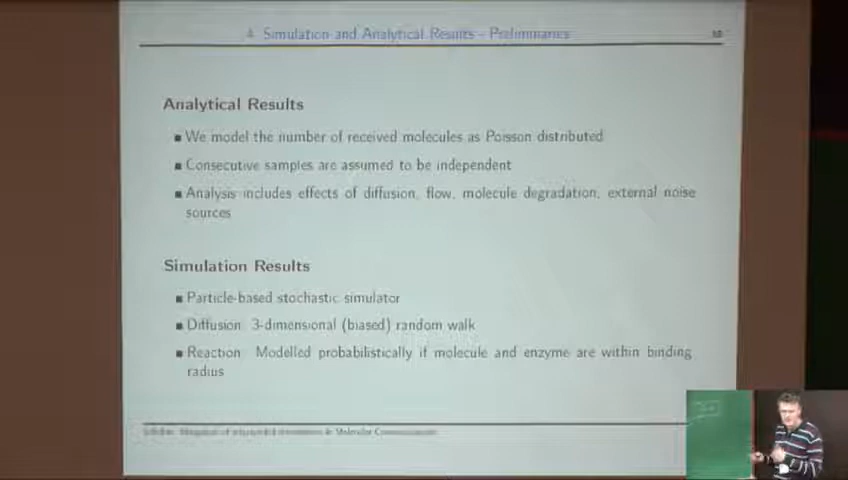 4 Simulation and Analytical Results - Preliminaries
Analytical Results
We model the number of received molecules as Poisson distributed
Consecutive samples are assumed to be independent
Analysis includes effects of diffusion, flow, molecule degradation, external noise
sources
Simulation Results
Particle-based stochastic simulator
Diffusion: 3-dimensional (biased) random walk
Reaction: Modelled probabilistically if molecule and enzyme are within binding
radius
Molecular Communications